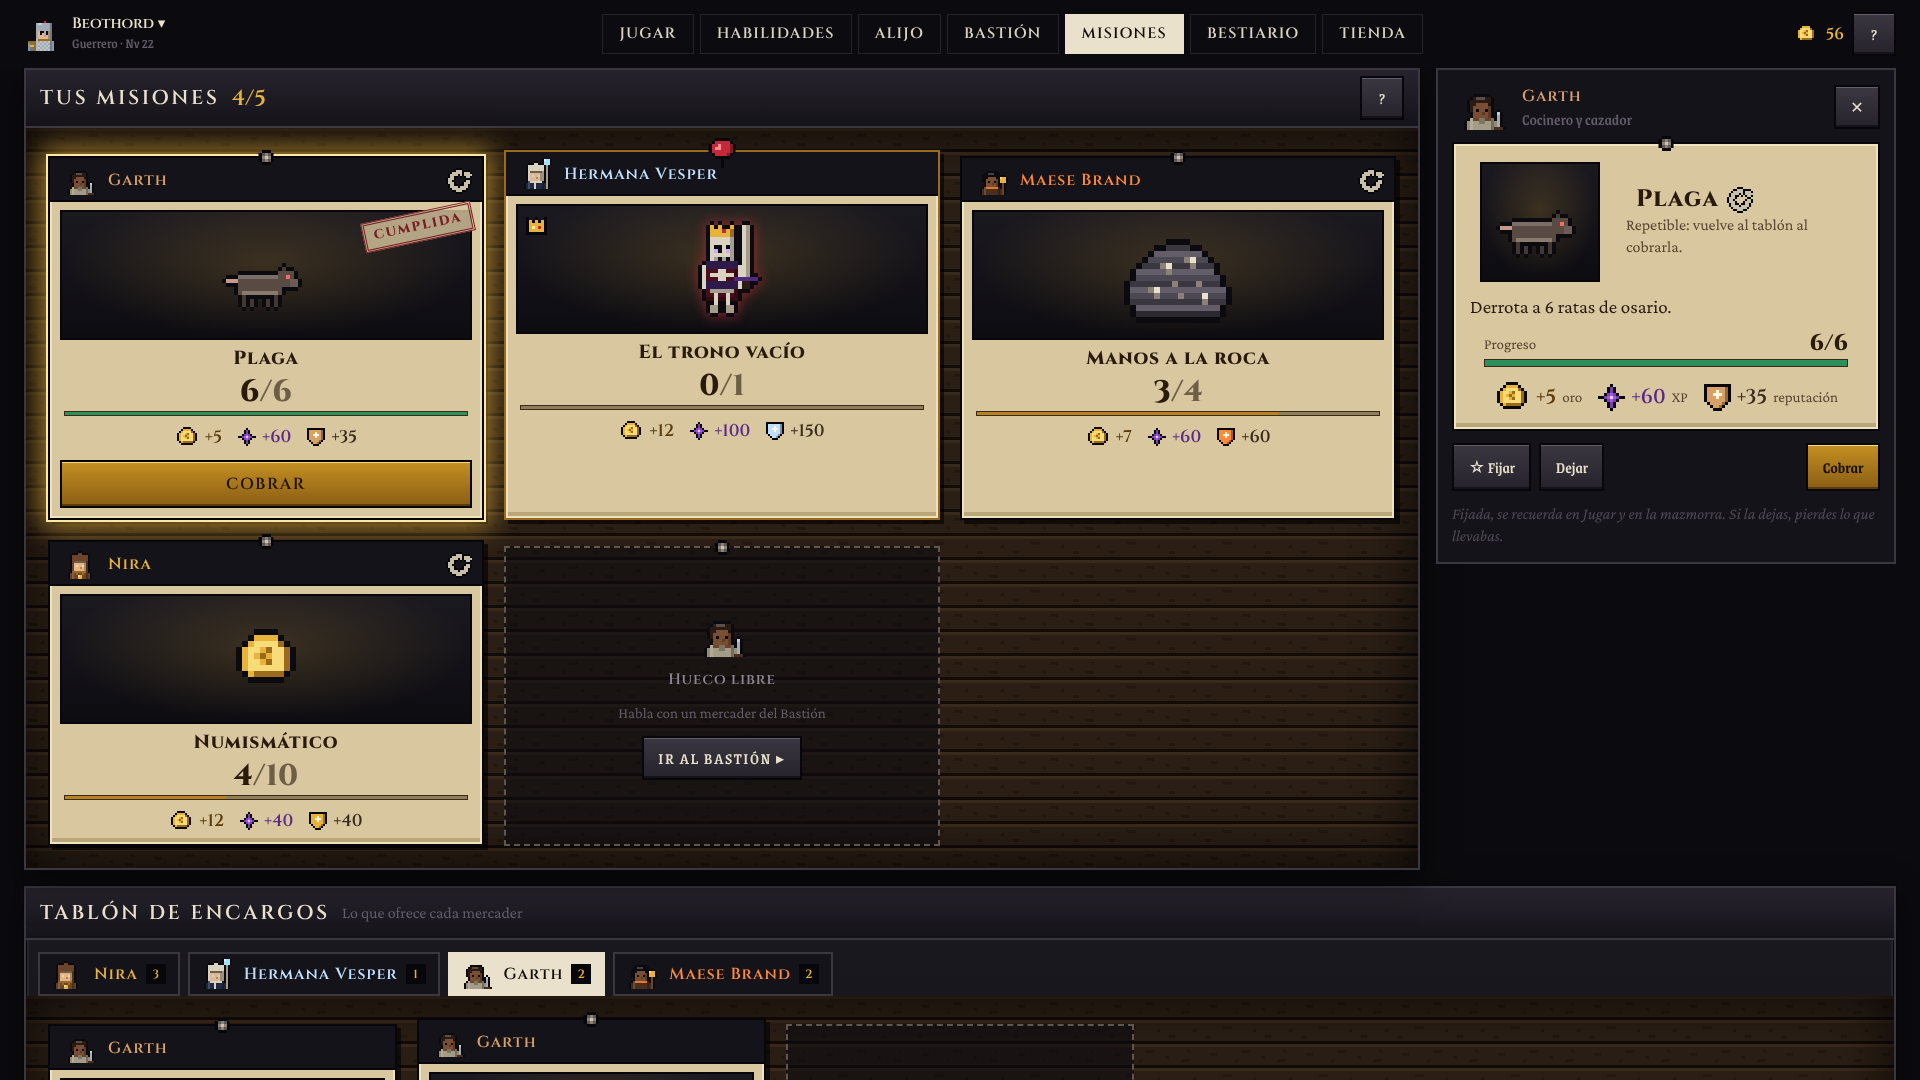 Beothord ▾
Guerrero · Nv 22
JUGAR
HABILIDADES
ALIJO
BASTIÓN
MISIONES
BESTIARIO
TIENDA
56
?
TUS MISIONES 4/5
?
Garth
CUMPLIDA
Plaga
6/6
+5 +60 +35
COBRAR
Hermana Vesper
El trono vacío
0/1
+12 +100 +150
Maese Brand
Manos a la roca
3/4
+7 +60 +60
Nira
Numismático
4/10
+12 +40 +40
Hueco libre
Habla con un mercader del Bastión
IR AL BASTIÓN ▸
Garth
Cocinero y cazador
✕
Plaga
Repetible: vuelve al tablón al
cobrarla.
Derrota a 6 ratas de osario.
Progreso 6/6
+5 oro +60 XP +35 reputación
☆ Fijar
Dejar
Cobrar
Fijada, se recuerda en Jugar y en la mazmorra. Si la dejas, pierdes lo que
llevabas.
TABLÓN DE ENCARGOS Lo que ofrece cada mercader
Nira 3
Hermana Vesper 1
Garth 2
Maese Brand 2
Garth
Garth